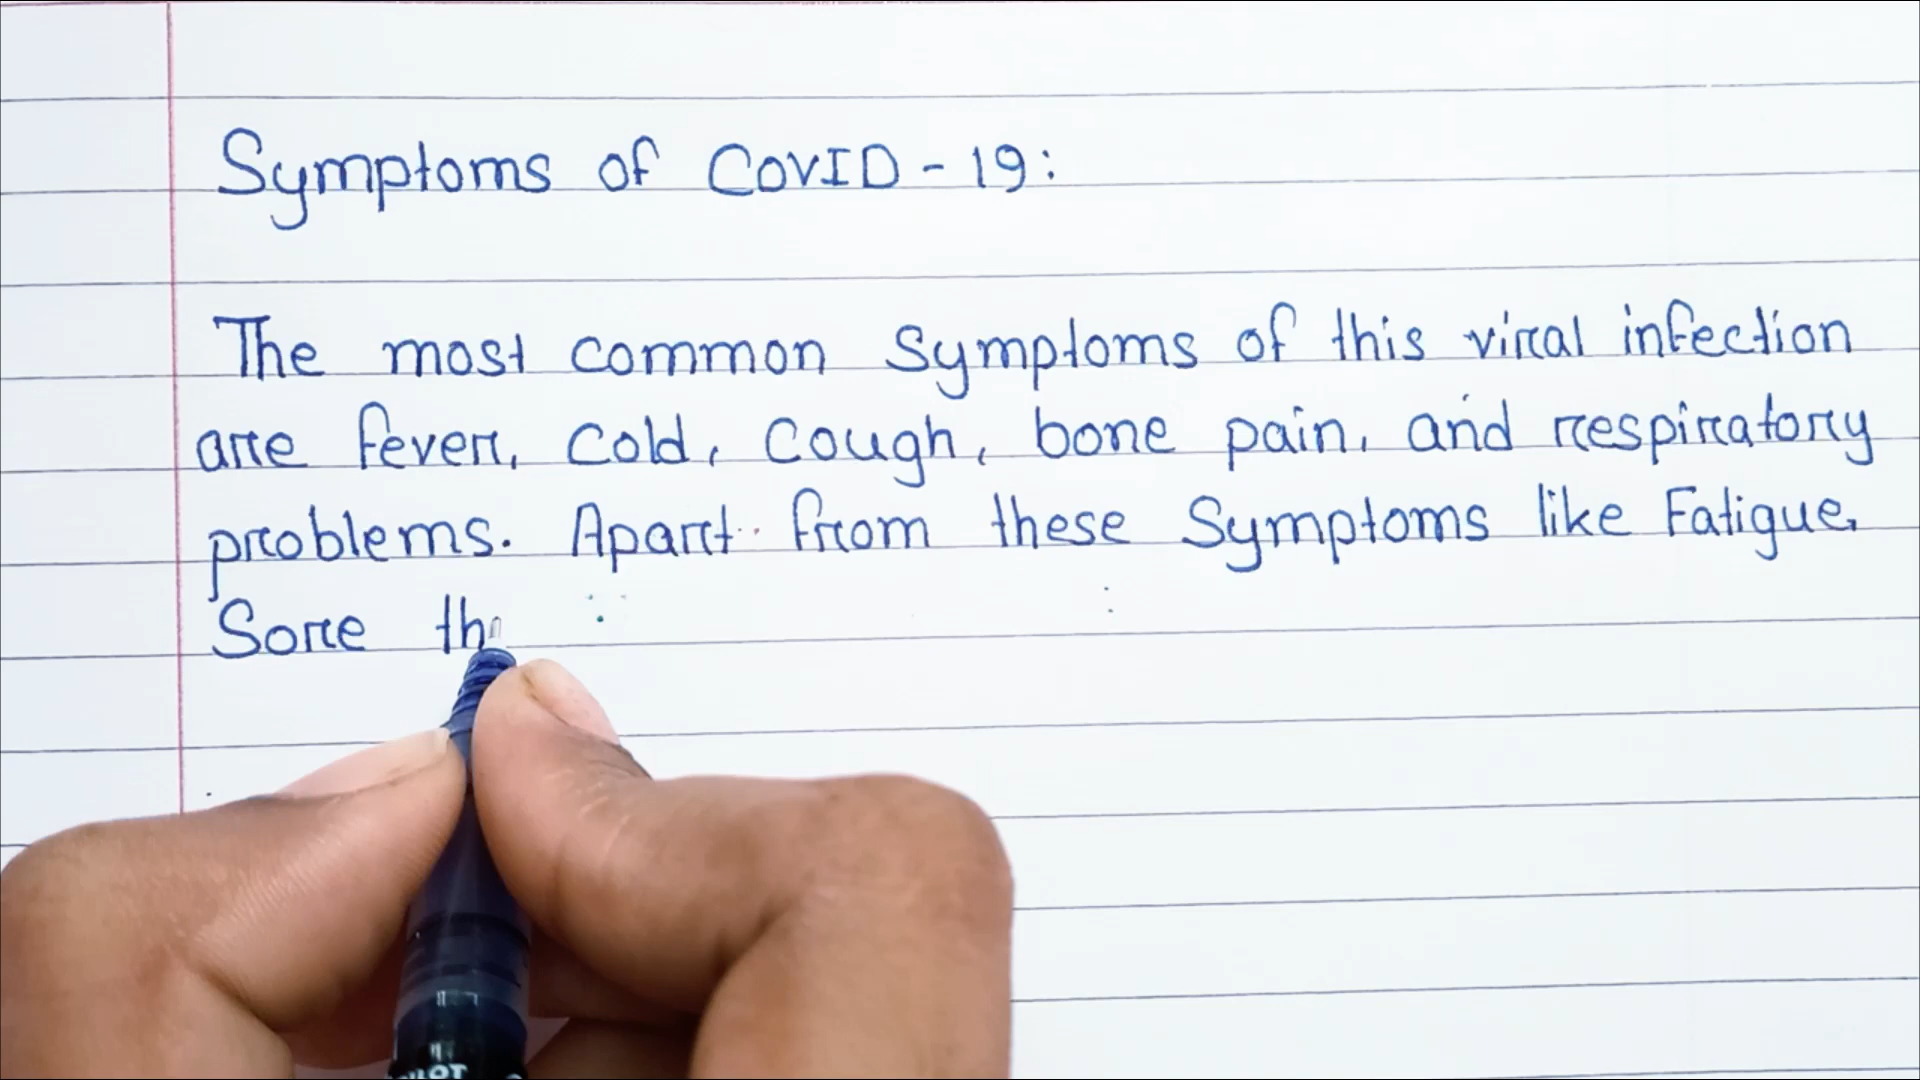 Symptoms of COVID-19:
The most common Symptoms of this viral infection
are fever, cold, cough, bone pain, and respiratory
problems. Apart from these Symptoms like Fatigue,
Sore th